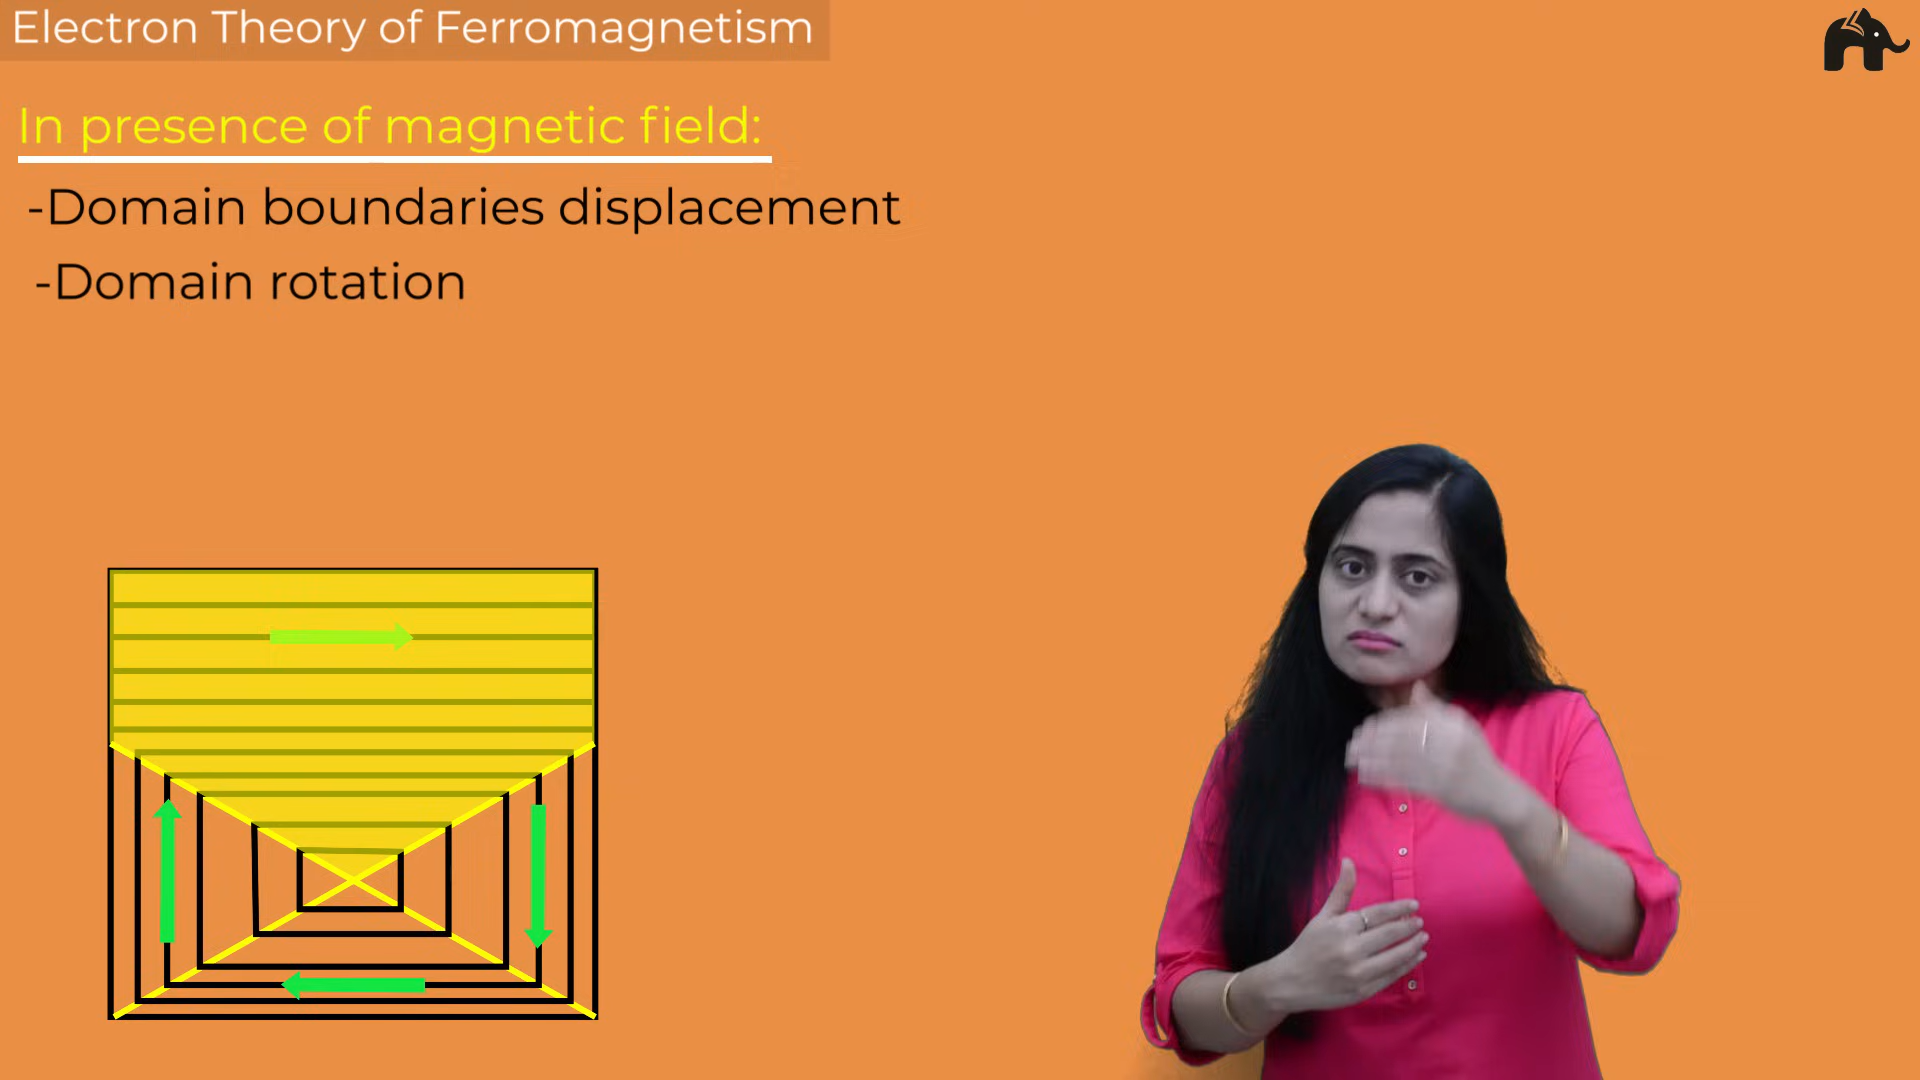 Electron Theory of Ferromagnetism
In presence of magnetic field:
-Domain boundaries displacement
-Domain rotation